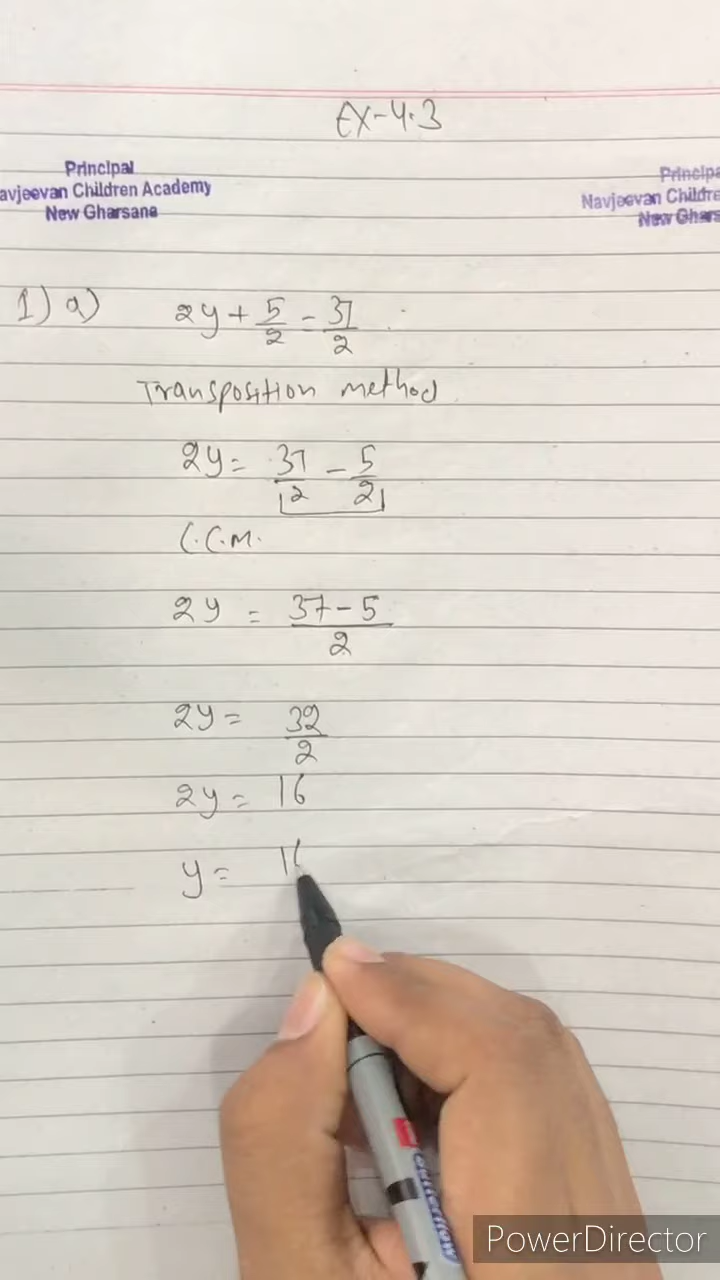 Ex-4.3
Principal
avjeevan Children Academy
New Gharsana
Principa
Navjeevan Childre
New Ghars
1) a) 2y + 5/2 = 37/2
Transposition method
2y = 37/2 - 5/2
L.C.M.
2y = 37-5/2
2y = 32/2
2y = 16
y = 16
PowerDirector